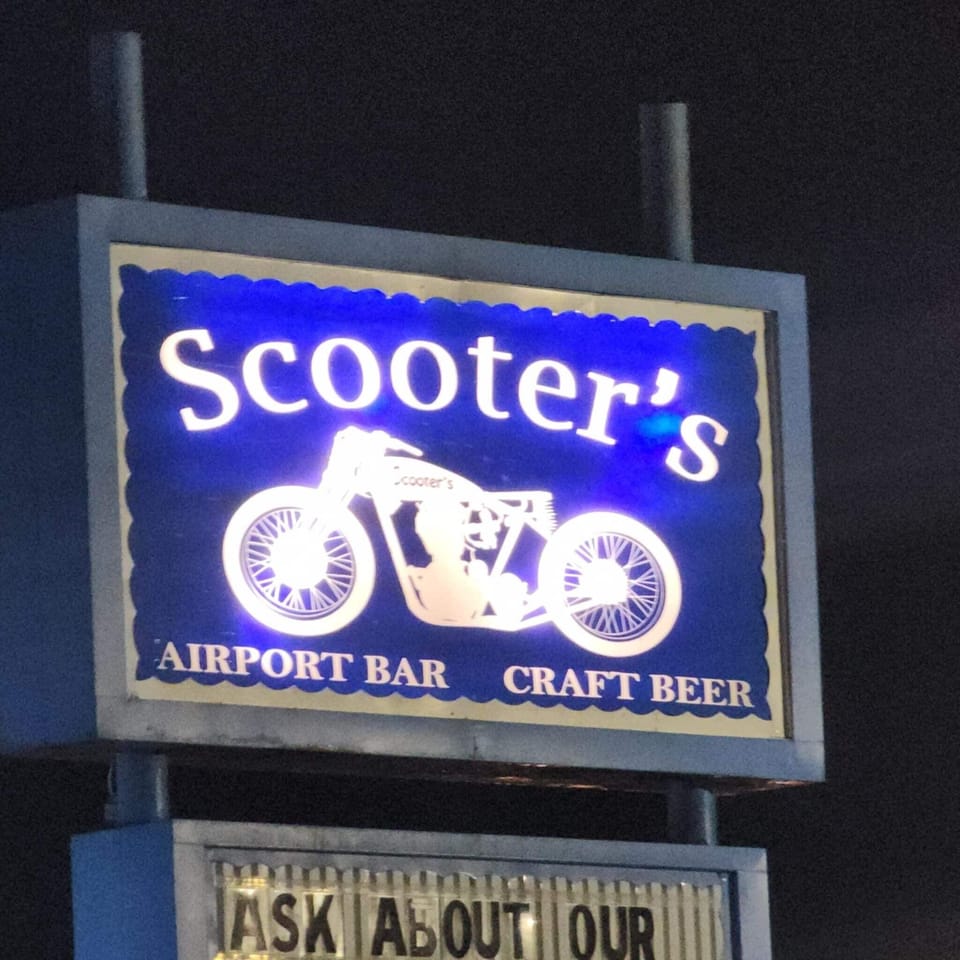 Scooter's
Scooter's
AIRPORT BAR CRAFT BEER
ASK ABOUT OUR